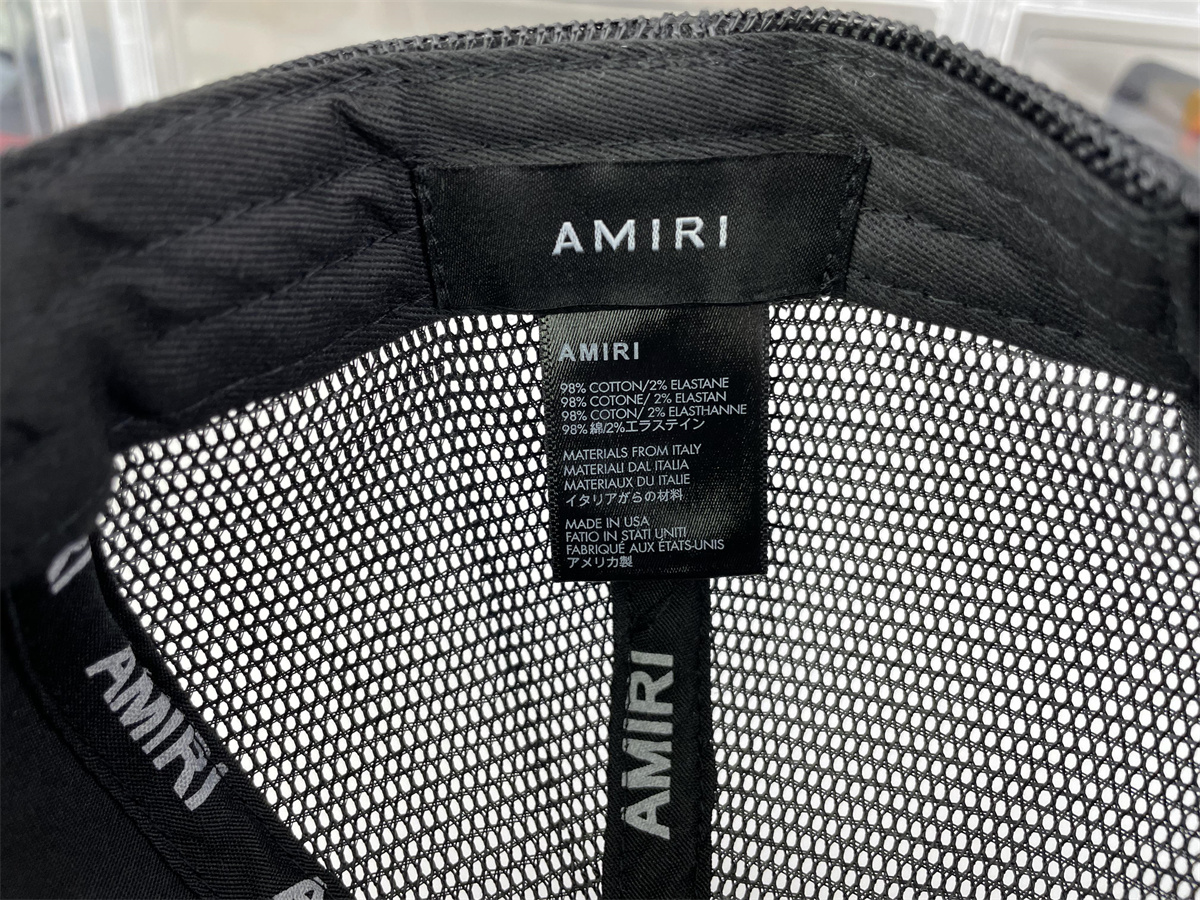 AMIRI
AMIRI
98% COTTON/2% ELASTANE
98% COTONE/ 2% ELASTAN
98% COTON/ 2% ELASTHANNE
98% 綿/2%エラステイン
MATERIALS FROM ITALY
MATERIALI DAL ITALIA
MATERIAUX DU ITALIE
イタリアがらの材料
MADE IN USA
FATIO IN STATI UNITI
FABRIQUÉ AUX ÉTATS-UNIS
アメリカ製
AMIRI
AMIRI